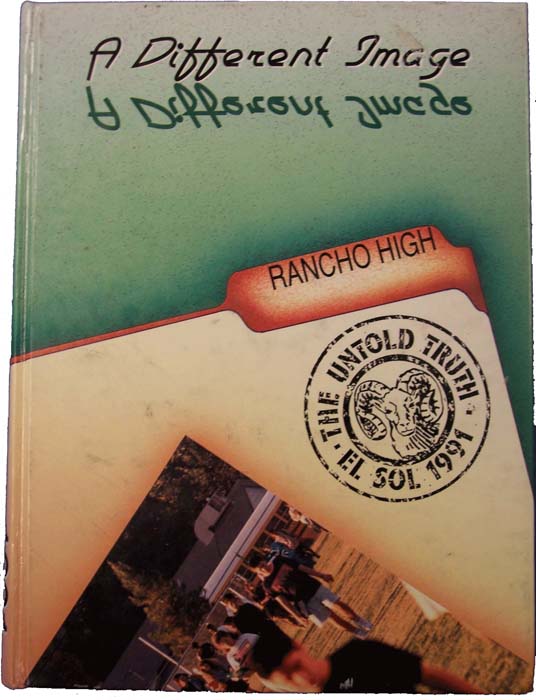 A Different Image
A Different Image
RANCHO HIGH
THE UNTOLD TRUTH
EL SOL 1991